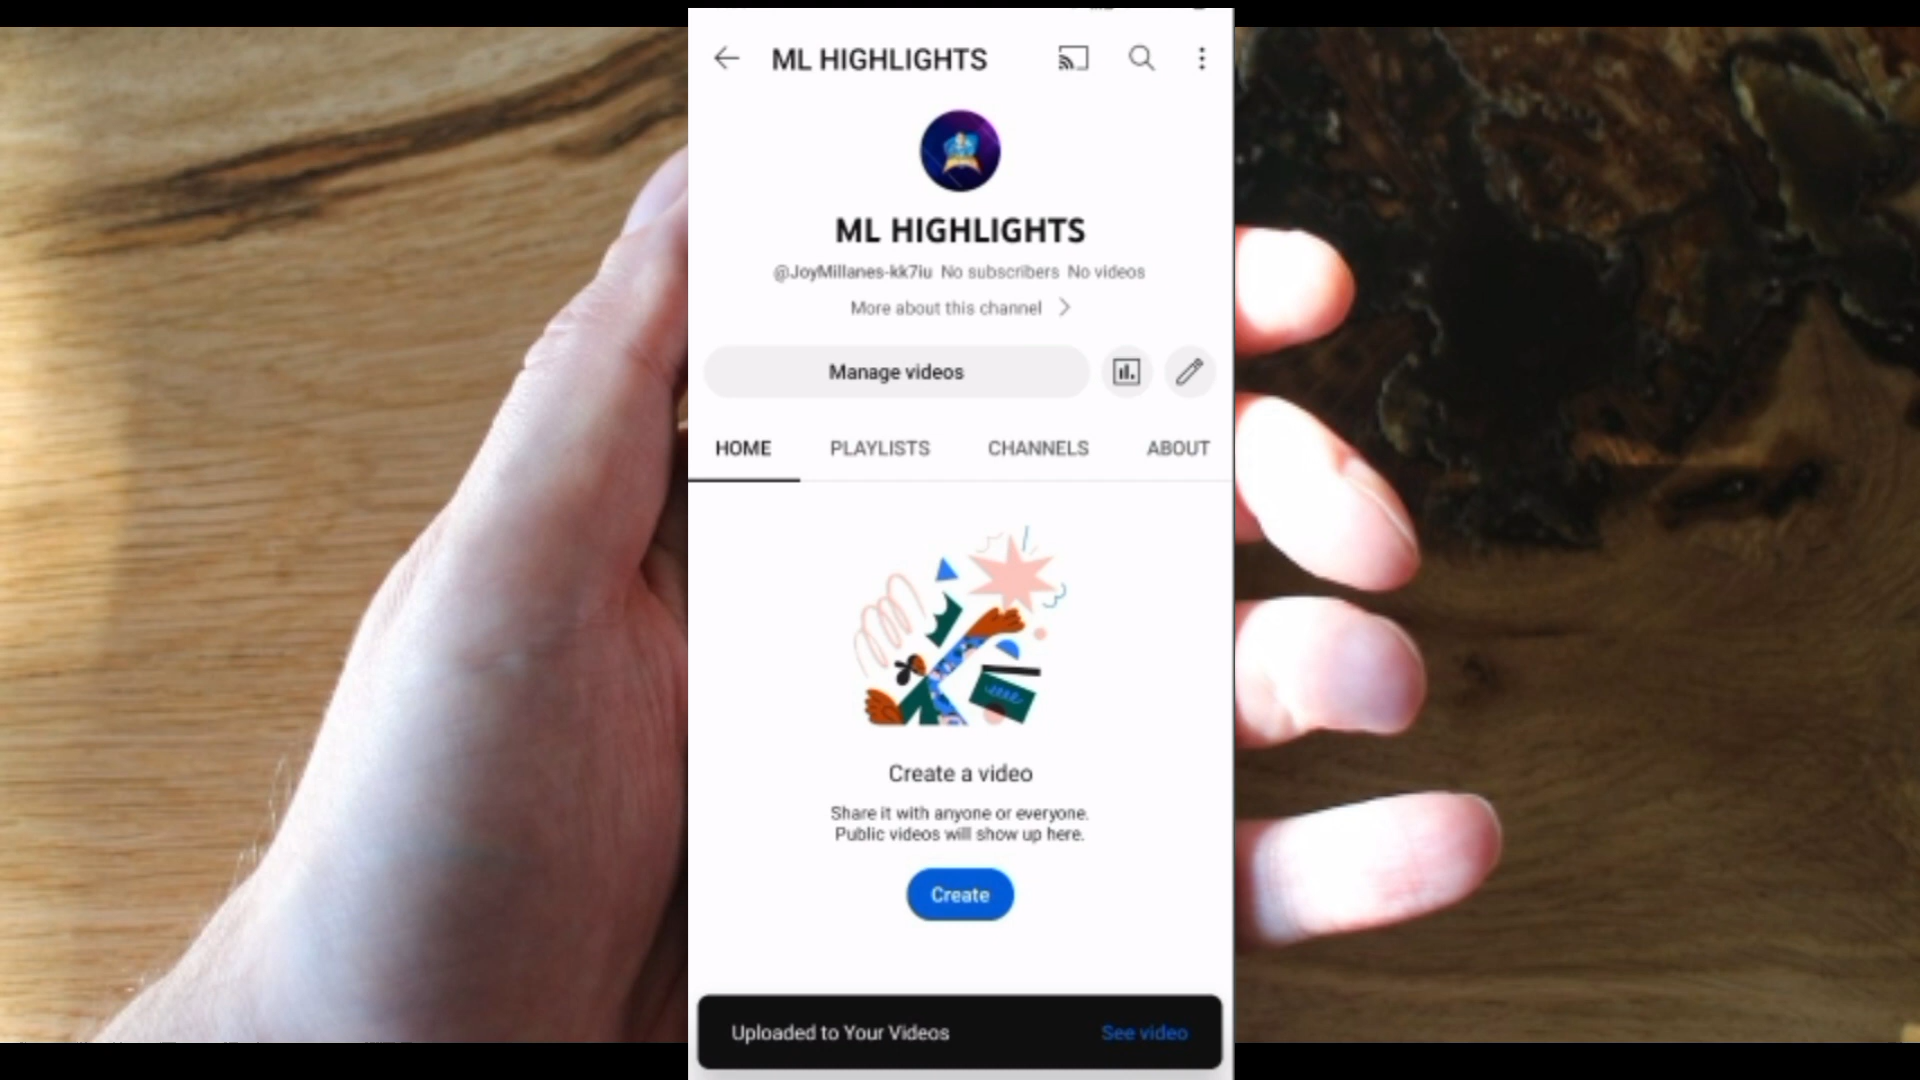 ML HIGHLIGHTS
ML HIGHLIGHTS
@JoyMillanes-kk7iu No subscribers No videos
More about this channel
Manage videos
HOME PLAYLISTS CHANNELS ABOUT
Create a video
Share it with anyone or everyone.
Public videos will show up here.
Create
Uploaded to Your Videos See video